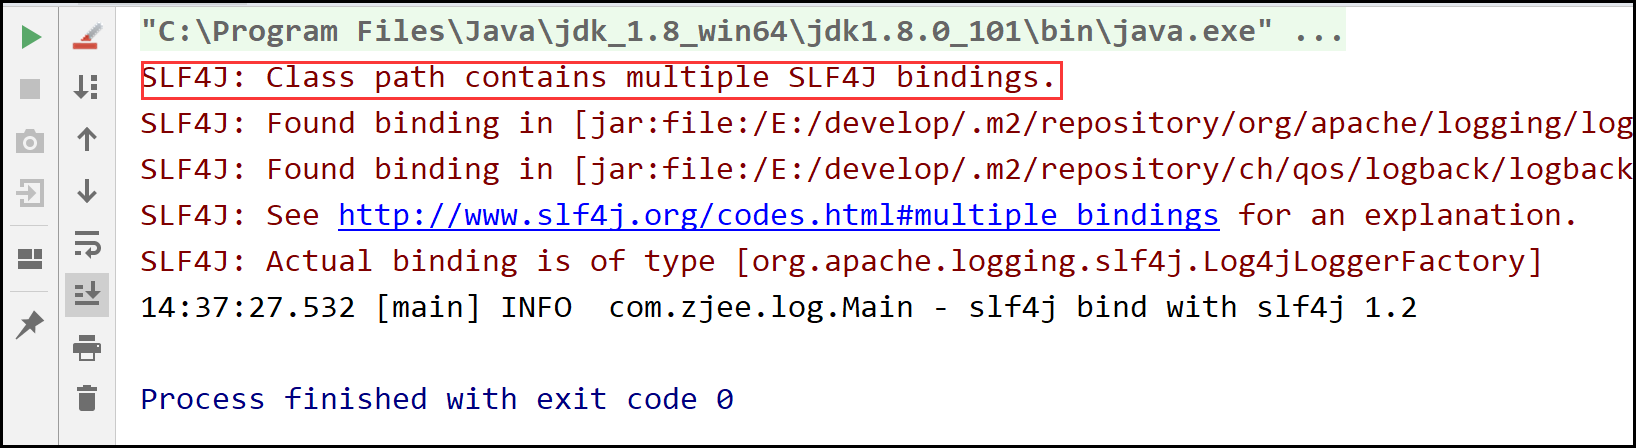 "C:\Program Files\Java\jdk_1.8_win64\jdk1.8.0_101\bin\java.exe" ...
SLF4J: Class path contains multiple SLF4J bindings.
SLF4J: Found binding in [jar:file:/E:/develop/.m2/repository/org/apache/logging/log
SLF4J: Found binding in [jar:file:/E:/develop/.m2/repository/ch/qos/logback/logback
SLF4J: See http://www.slf4j.org/codes.html#multiple_bindings for an explanation.
SLF4J: Actual binding is of type [org.apache.logging.slf4j.Log4jLoggerFactory]
14:37:27.532 [main] INFO  com.zjee.log.Main - slf4j bind with slf4j 1.2
Process finished with exit code 0